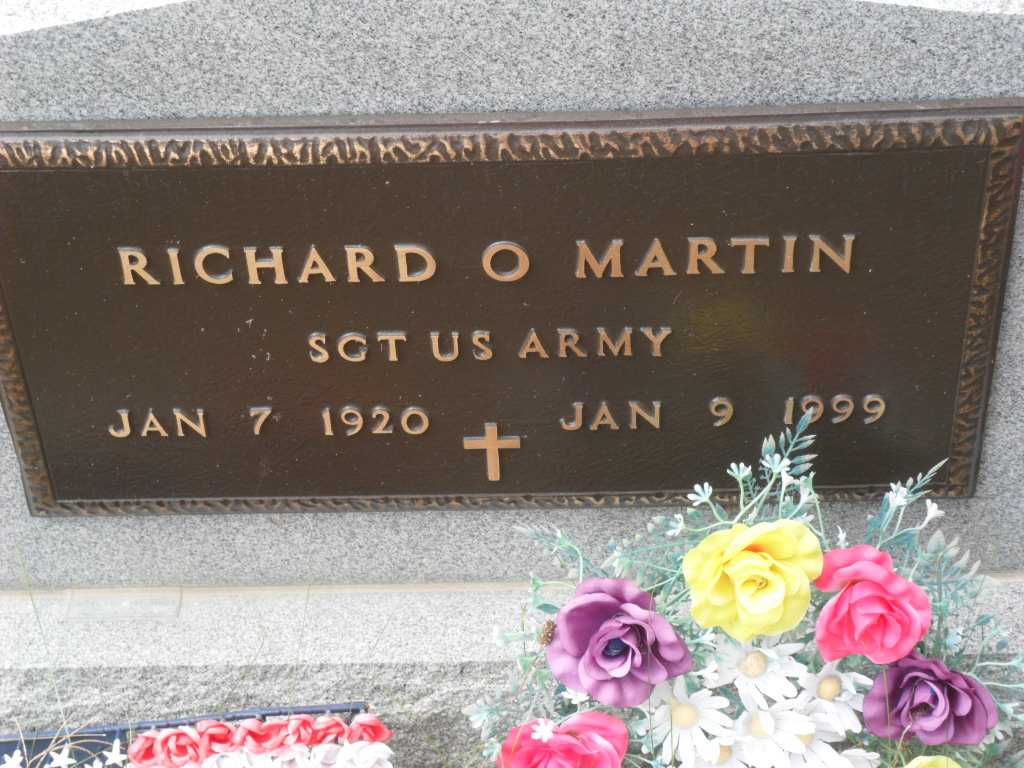 RICHARD O MARTIN
SGT US ARMY
JAN 7 1920 JAN 9 1999